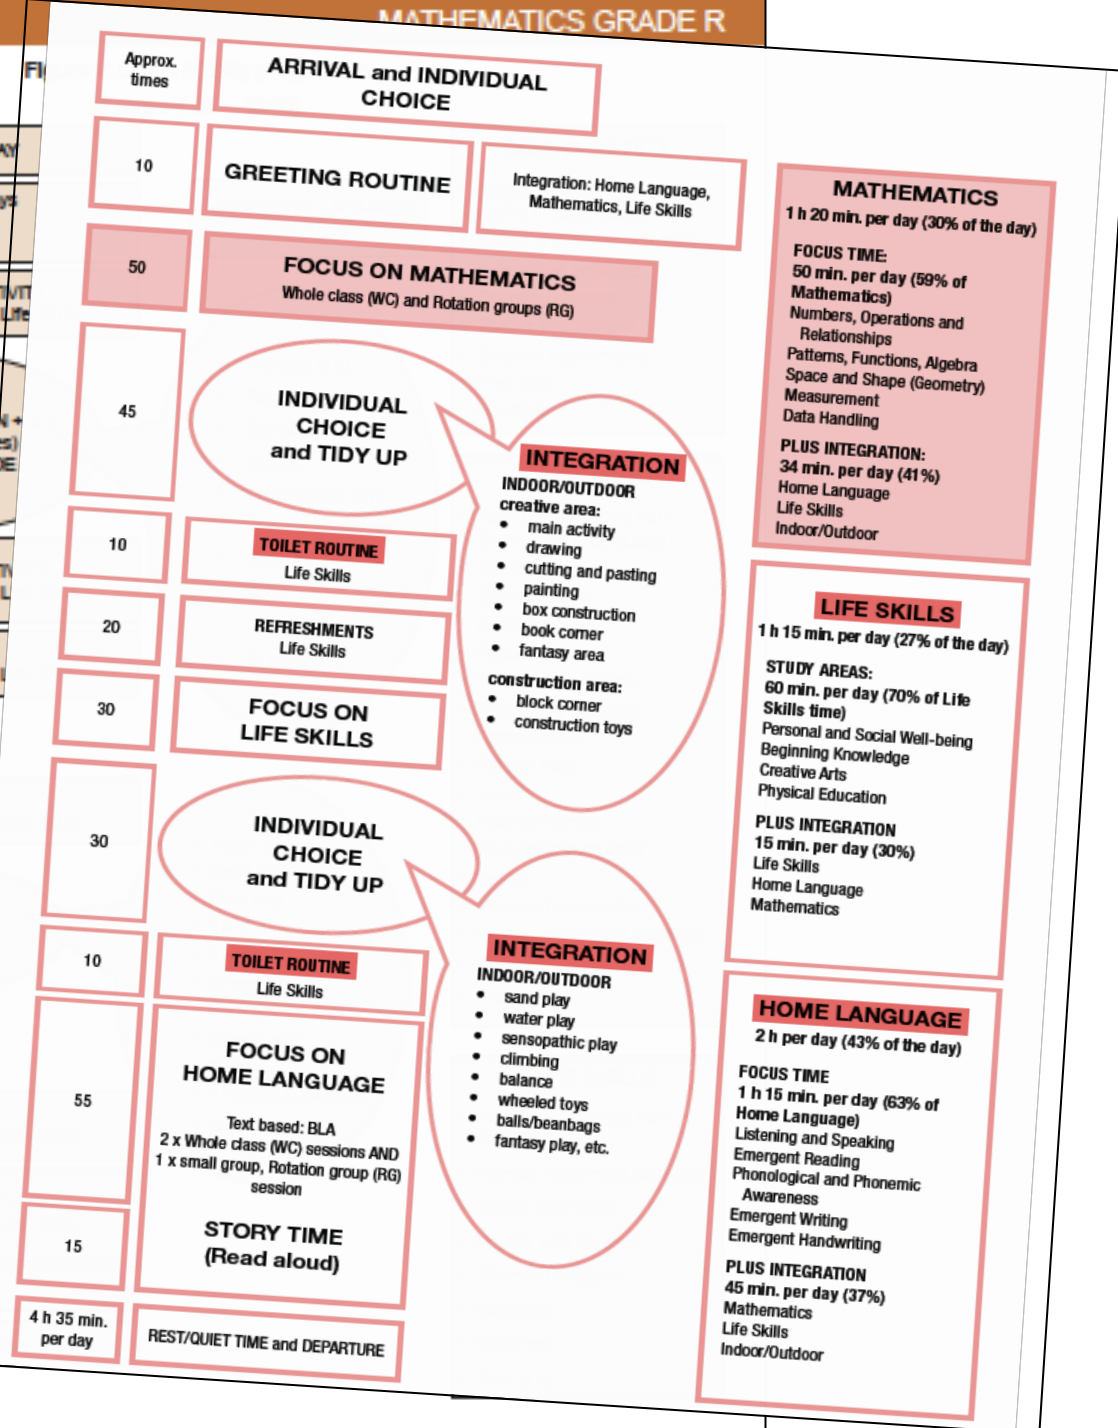 MATHEMATICS GRADE R
Approx.
times
ARRIVAL and INDIVIDUAL
CHOICE
10
GREETING ROUTINE
Integration: Home Language,
Mathematics, Life Skills
50
FOCUS ON MATHEMATICS
Whole class (WC) and Rotation groups (RG)
45
INDIVIDUAL
CHOICE
and TIDY UP
INTEGRATION
INDOOR/OUTDOOR
creative area:
• main activity
• drawing
• cutting and pasting
• painting
• box construction
• book corner
• fantasy area
construction area:
• block corner
• construction toys
10
TOILET ROUTINE
Life Skills
20
REFRESHMENTS
Life Skills
30
FOCUS ON
LIFE SKILLS
30
INDIVIDUAL
CHOICE
and TIDY UP
INTEGRATION
INDOOR/OUTDOOR
• sand play
• water play
• sensopathic play
• climbing
• balance
• wheeled toys
• balls/beanbags
• fantasy play, etc.
10
TOILET ROUTINE
Life Skills
55
FOCUS ON
HOME LANGUAGE
Text based: BLA
2 x Whole class (WC) sessions AND
1 x small group, Rotation group (RG)
session
15
STORY TIME
(Read aloud)
4 h 35 min.
per day
REST/QUIET TIME and DEPARTURE
MATHEMATICS
1 h 20 min. per day (30% of the day)
FOCUS TIME:
50 min. per day (59% of
Mathematics)
Numbers, Operations and
Relationships
Patterns, Functions, Algebra
Space and Shape (Geometry)
Measurement
Data Handling
PLUS INTEGRATION:
34 min. per day (41%)
Home Language
Life Skills
Indoor/Outdoor
LIFE SKILLS
1 h 15 min. per day (27% of the day)
STUDY AREAS:
60 min. per day (70% of Life
Skills time)
Personal and Social Well-being
Beginning Knowledge
Creative Arts
Physical Education
PLUS INTEGRATION
15 min. per day (30%)
Life Skills
Home Language
Mathematics
HOME LANGUAGE
2 h per day (43% of the day)
FOCUS TIME
1 h 15 min. per day (63% of
Home Language)
Listening and Speaking
Emergent Reading
Phonological and Phonemic
Awareness
Emergent Writing
Emergent Handwriting
PLUS INTEGRATION
45 min. per day (37%)
Mathematics
Life Skills
Indoor/Outdoor